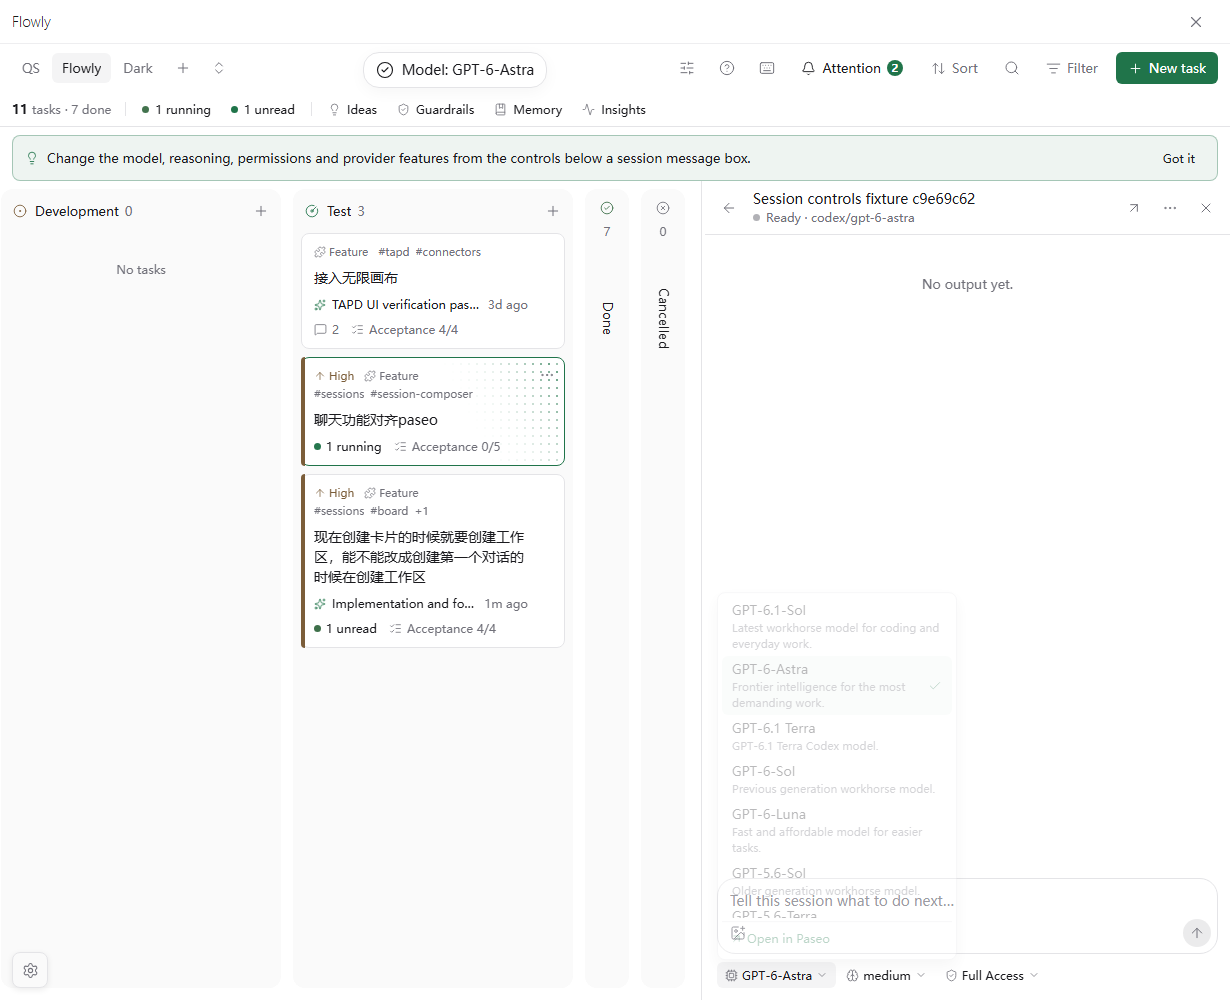 Flowly
QS
Flowly
Dark
Model: GPT-6-Astra
Attention 2
Sort
Filter
New task
11 tasks · 7 done
1 running
1 unread
Ideas
Guardrails
Memory
Insights
Change the model, reasoning, permissions and provider features from the controls below a session message box.
Got it
Development 0
No tasks
Test 3
Feature #tapd #connectors
接入无限画布
TAPD UI verification pas... 3d ago
2 Acceptance 4/4
High Feature
#sessions #session-composer
聊天功能对齐paseo
1 running Acceptance 0/5
High Feature
#sessions #board +1
现在创建卡片的时候就要创建工作
区，能不能改成创建第一个对话的
时候在创建工作区
Implementation and fo... 1m ago
1 unread Acceptance 4/4
7
Done
0
Cancelled
Session controls fixture c9e69c62
Ready · codex/gpt-6-astra
No output yet.
GPT-6.1-Sol
Latest workhorse model for coding and
everyday work.
GPT-6-Astra
Frontier intelligence for the most
demanding work.
GPT-6.1 Terra
GPT-6.1 Terra Codex model.
GPT-6-Sol
Previous generation workhorse model.
GPT-6-Luna
Fast and affordable model for easier
tasks.
GPT-5.6-Sol
Older generation workhorse model.
Tell this session what to do next...
GPT-5.6-Terra
Open in Paseo
GPT-6-Astra
medium
Full Access